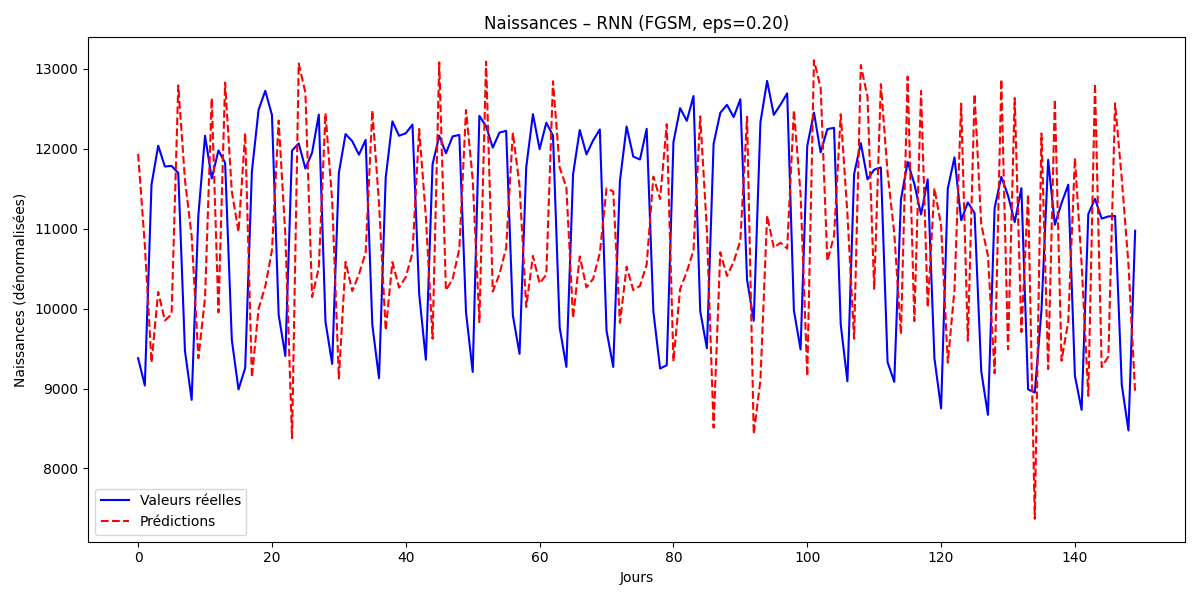 Naissances – RNN (FGSM, eps=0.20)
Naissances (dénormalisées)
13000
12000
11000
10000
9000
8000
Valeurs réelles
Prédictions
0 20 40 60 80 100 120 140
Jours